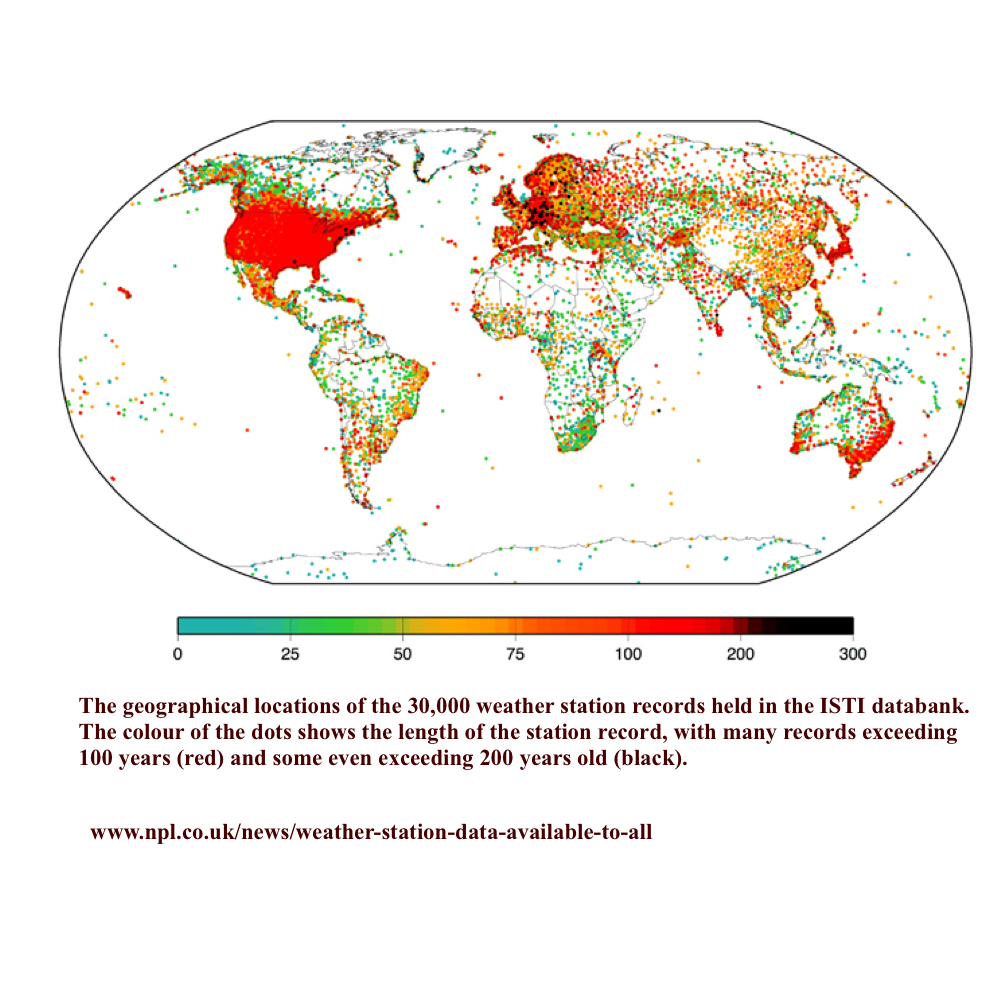 0 25 50 75 100 200 300
The geographical locations of the 30,000 weather station records held in the ISTI databank.
The colour of the dots shows the length of the station record, with many records exceeding
100 years (red) and some even exceeding 200 years old (black).
www.npl.co.uk/news/weather-station-data-available-to-all